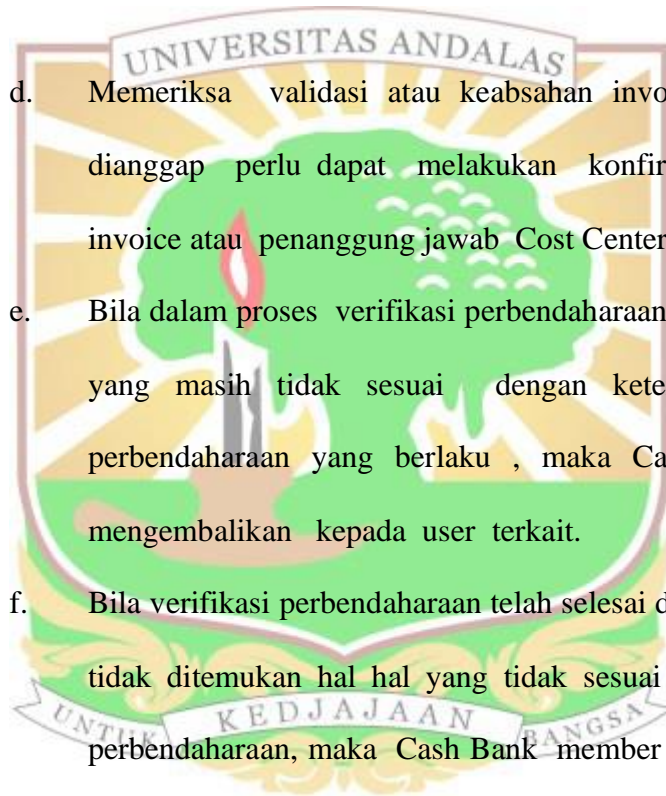 UNIVERSITAS ANDALAS
d. Memeriksa validasi atau keabsahan invo
dianggap perlu dapat melakukan konfir
invoice atau penanggung jawab Cost Center
e. Bila dalam proses verifikasi perbendaharaan
yang masih tidak sesuai dengan kete
perbendaharaan yang berlaku , maka Ca
mengembalikan kepada user terkait.
f. Bila verifikasi perbendaharaan telah selesai d
tidak ditemukan hal hal yang tidak sesuai
UNTUK KEDJAJAAN BANGSA
perbendaharaan, maka Cash Bank member